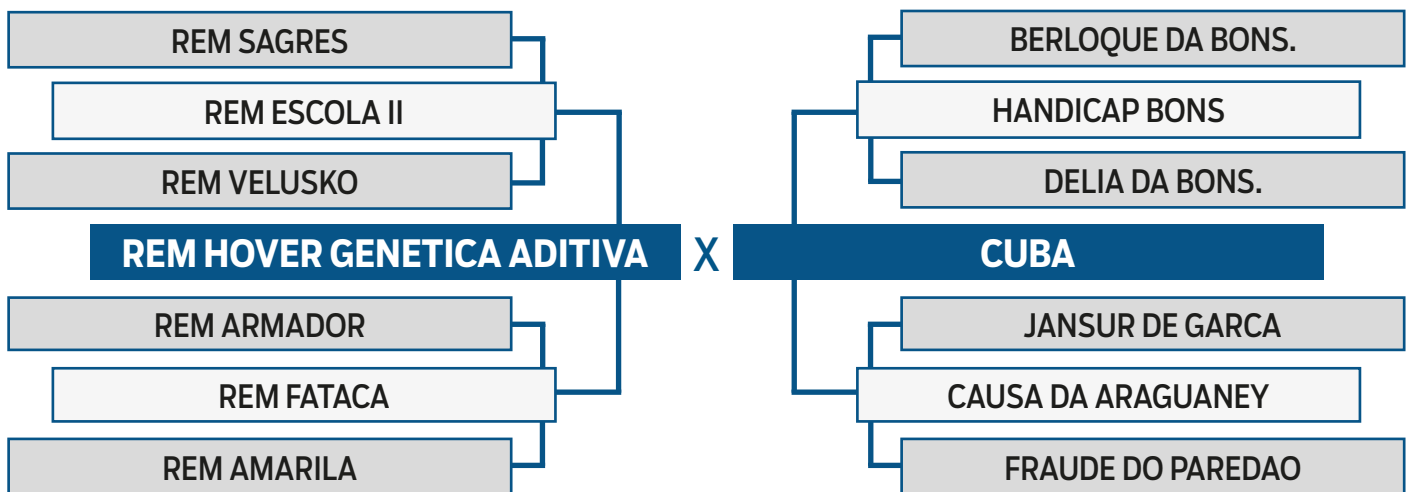 REM SAGRES
REM ESCOLA II
REM VELUSKO
REM HOVER GENETICA ADITIVA
REM ARMADOR
REM FATACA
REM AMARILA
X
BERLOQUE DA BONS.
HANDICAP BONS
DELIA DA BONS.
CUBA
JANSUR DE GARCA
CAUSA DA ARAGUANEY
FRAUDE DO PAREDAO